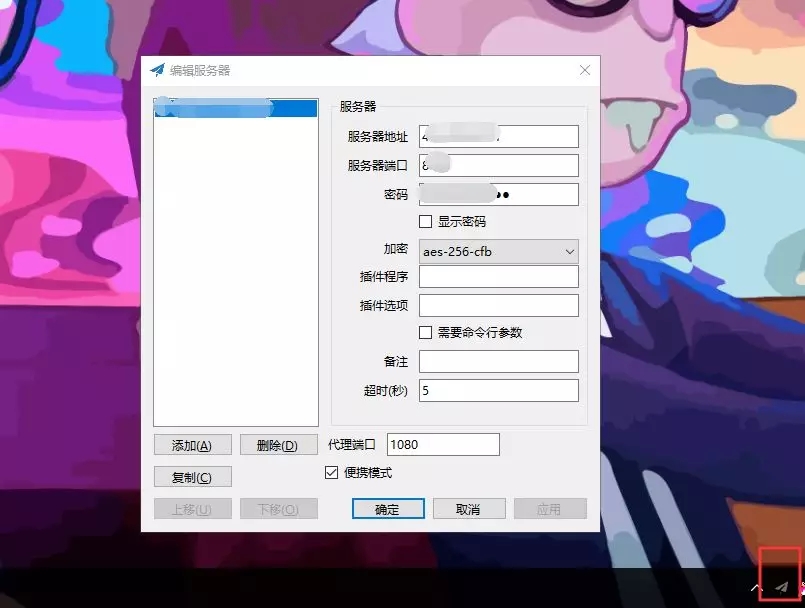 编辑服务器
服务器
服务器地址
服务器端口
密码
显示密码
加密 aes-256-cfb
插件程序
插件选项
需要命令行参数
备注
超时(秒) 5
添加(A) 删除(D) 代理端口 1080
复制(C) 便携模式
上移(U) 下移(O) 确定 取消 应用